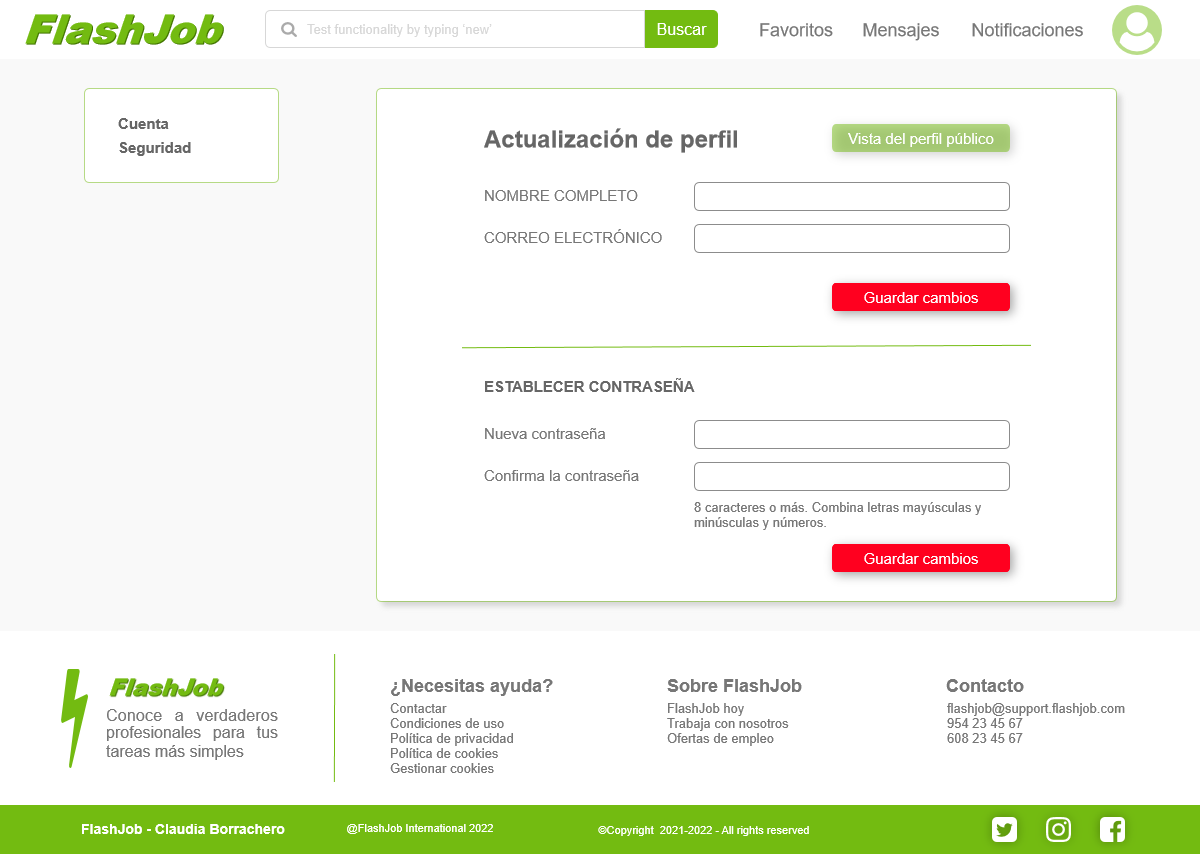 FlashJob
Test functionality by typing 'new'
Buscar
Favoritos
Mensajes
Notificaciones
Cuenta
Seguridad
Actualización de perfil
Vista del perfil público
NOMBRE COMPLETO
CORREO ELECTRÓNICO
Guardar cambios
ESTABLECER CONTRASEÑA
Nueva contraseña
Confirma la contraseña
8 caracteres o más. Combina letras mayúsculas y
minúsculas y números.
Guardar cambios
FlashJob
Conoce a verdaderos
profesionales para tus
tareas más simples
¿Necesitas ayuda?
Contactar
Condiciones de uso
Política de privacidad
Política de cookies
Gestionar cookies
Sobre FlashJob
FlashJob hoy
Trabaja con nosotros
Ofertas de empleo
Contacto
flashjob@support.flashjob.com
954 23 45 67
608 23 45 67
FlashJob - Claudia Borrachero
@FlashJob International 2022
©Copyright 2021-2022 - All rights reserved